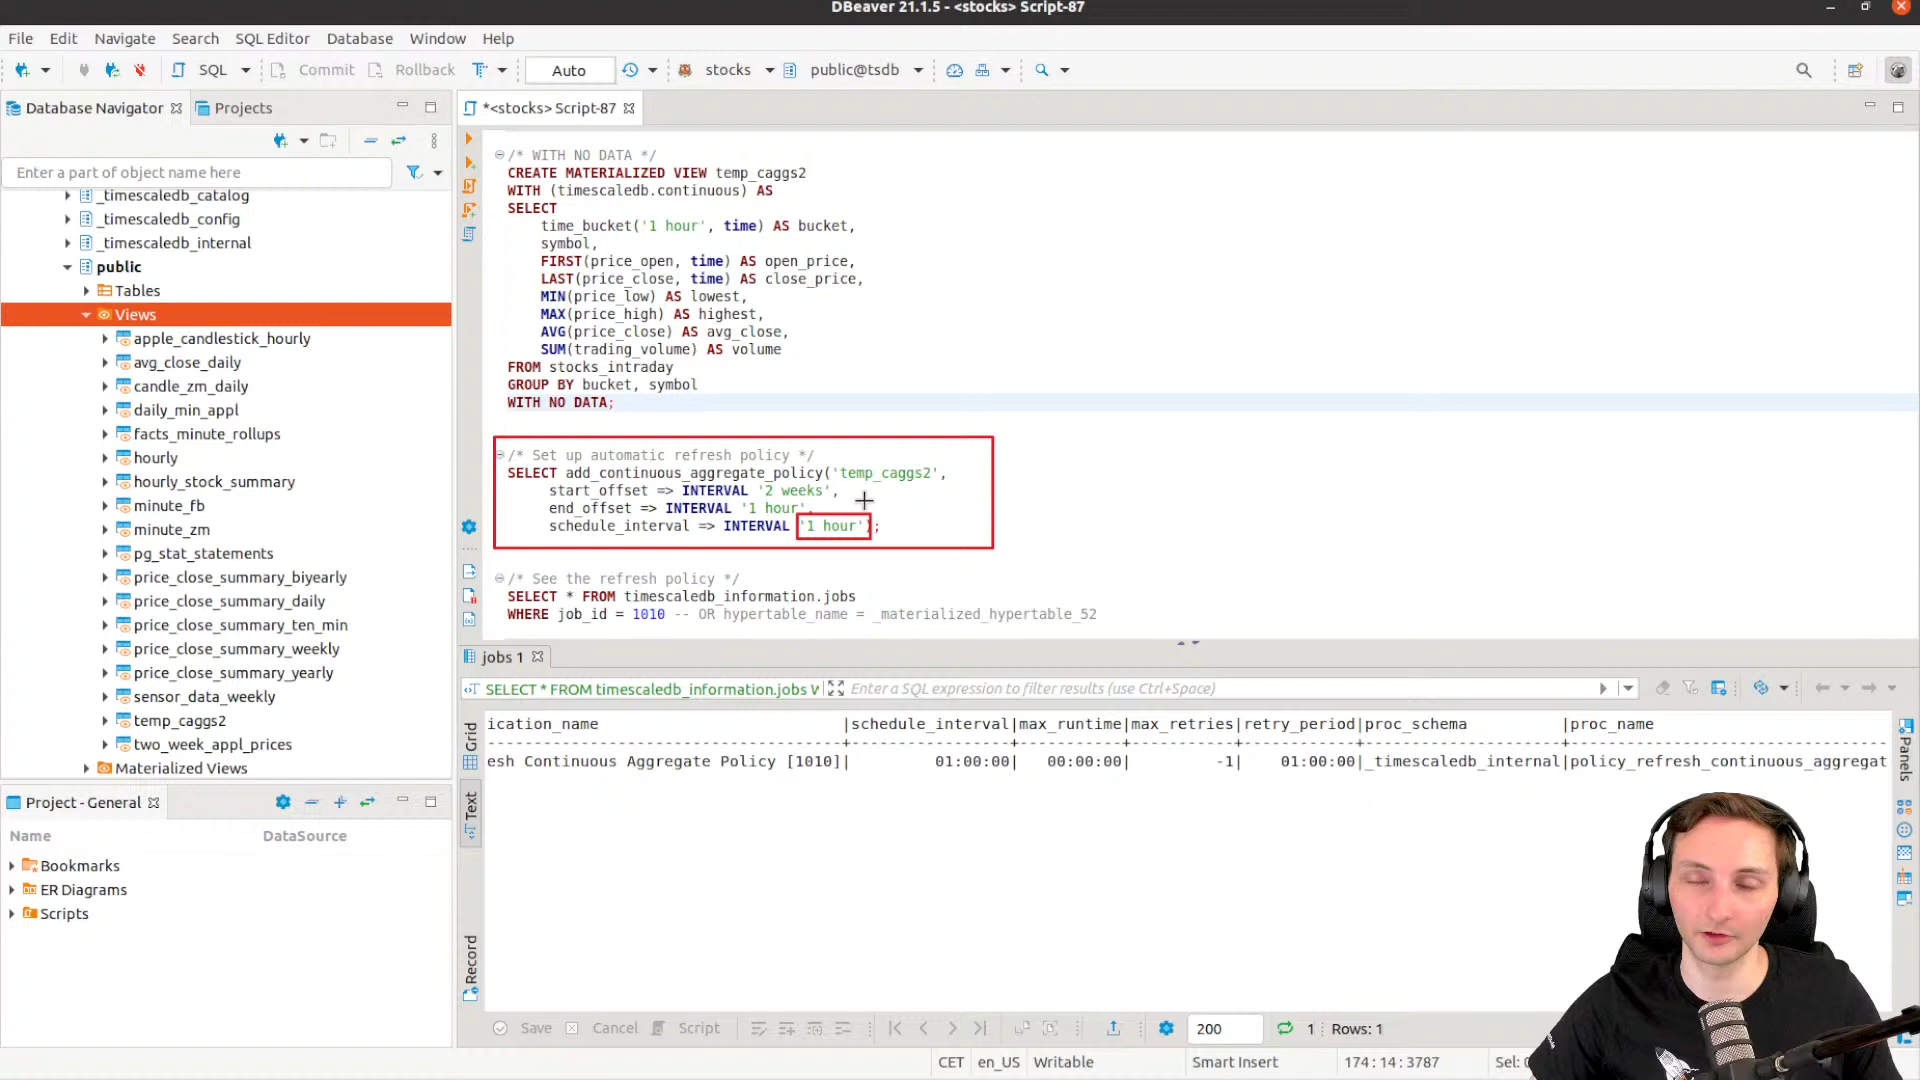 DBeaver 21.1.5 - <stocks> Script-87
File Edit Navigate Search SQL Editor Database Window Help
SQL Commit Rollback Auto stocks public@tsdb
Database Navigator Projects
*<stocks> Script-87
Enter a part of object name here
_timescaledb_catalog
_timescaledb_config
_timescaledb_internal
public
Tables
Views
apple_candlestick_hourly
avg_close_daily
candle_zm_daily
daily_min_appl
facts_minute_rollups
hourly
hourly_stock_summary
minute_fb
minute_zm
pg_stat_statements
price_close_summary_biyearly
price_close_summary_daily
price_close_summary_ten_min
price_close_summary_weekly
price_close_summary_yearly
sensor_data_weekly
temp_caggs2
two_week_appl_prices
Materialized Views
/* WITH NO DATA */
CREATE MATERIALIZED VIEW temp_caggs2
WITH (timescaledb.continuous) AS
SELECT
time_bucket('1 hour', time) AS bucket,
symbol,
FIRST(price_open, time) AS open_price,
LAST(price_close, time) AS close_price,
MIN(price_low) AS lowest,
MAX(price_high) AS highest,
AVG(price_close) AS avg_close,
SUM(trading_volume) AS volume
FROM stocks_intraday
GROUP BY bucket, symbol
WITH NO DATA;
/* Set up automatic refresh policy */
SELECT add_continuous_aggregate_policy('temp_caggs2',
start_offset => INTERVAL '2 weeks',
end_offset => INTERVAL '1 hour',
schedule_interval => INTERVAL '1 hour');
/* See the refresh policy */
SELECT * FROM timescaledb_information.jobs
WHERE job_id = 1010 -- OR hypertable_name = _materialized_hypertable_52
jobs 1
SELECT * FROM timescaledb_information.jobs Enter a SQL expression to filter results (use Ctrl+Space)
Grid
Text
Record
Panels
ication_name |schedule_interval|max_runtime|max_retries|retry_period|proc_schema |proc_name
esh Continuous Aggregate Policy [1010]| 01:00:00| 00:00:00| -1| 01:00:00|_timescaledb_internal|policy_refresh_continuous_aggregat
Project - General
Name DataSource
Bookmarks
ER Diagrams
Scripts
Save Cancel Script 200 1 Rows: 1
CET en_US Writable Smart Insert 174:14:3787